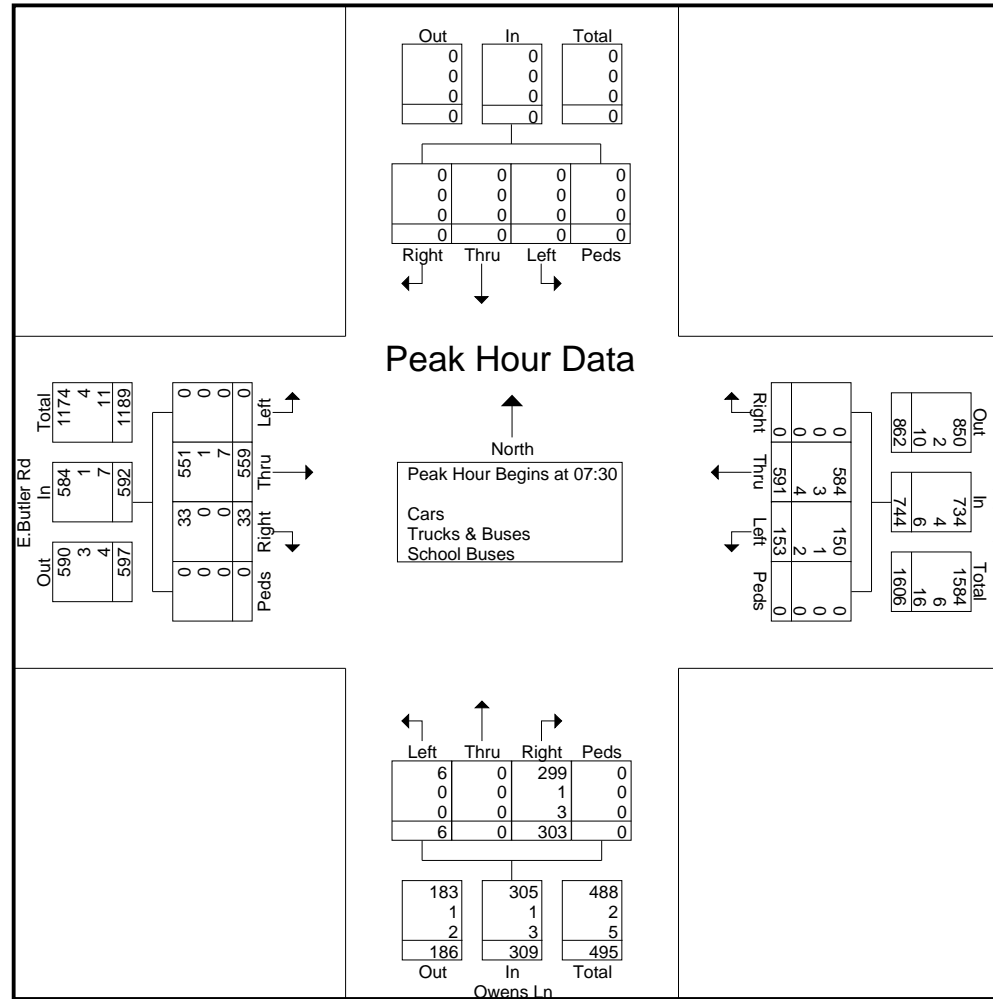 Out In Total
0 0 0
0 0 0
0 0 0
0 0 0
0 0 0 0
0 0 0 0
0 0 0 0
0 0 0 0
Right Thru Left Peds
Peak Hour Data
North
Peak Hour Begins at 07:30
Cars
Trucks & Buses
School Buses
E.Butler Rd
Out In Total
590 584 1174
3 1 4
4 7 11
597 592 1189
0 551 33 0
0 1 0 0
0 7 0 0
0 559 33 0
Left Thru Right Peds
Right Thru Left Peds
0 584 150 0
0 3 1 0
0 4 2 0
0 591 153 0
Out In Total
850 734 1584
2 4 6
10 6 16
862 744 1606
Left Thru Right Peds
6 0 299 0
0 0 1 0
0 0 3 0
6 0 303 0
183 305 488
1 1 2
2 3 5
186 309 495
Out In Total
Owens Ln